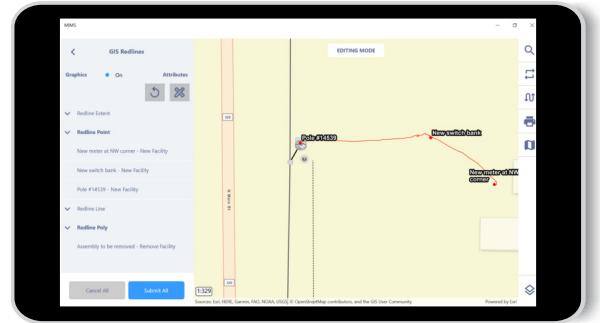 MIMS
GIS Redlines
EDITING MODE
Graphics
On
Attributes
Redline Extent
Redline Point
New meter at NW corner - New Facility
New switch bank - New Facility
Pole #14539 - New Facility
Redline Line
Redline Poly
Assembly to be removed - Remove facility
Cancel All
Submit All
Pole #14539
New switch bank
New meter at NW
corner
N Main St
1:329
Sources: Esri, HERE, Garmin, FAO, NOAA, USGS, © OpenStreetMap contributors, and the GIS User Community
Powered by Esri